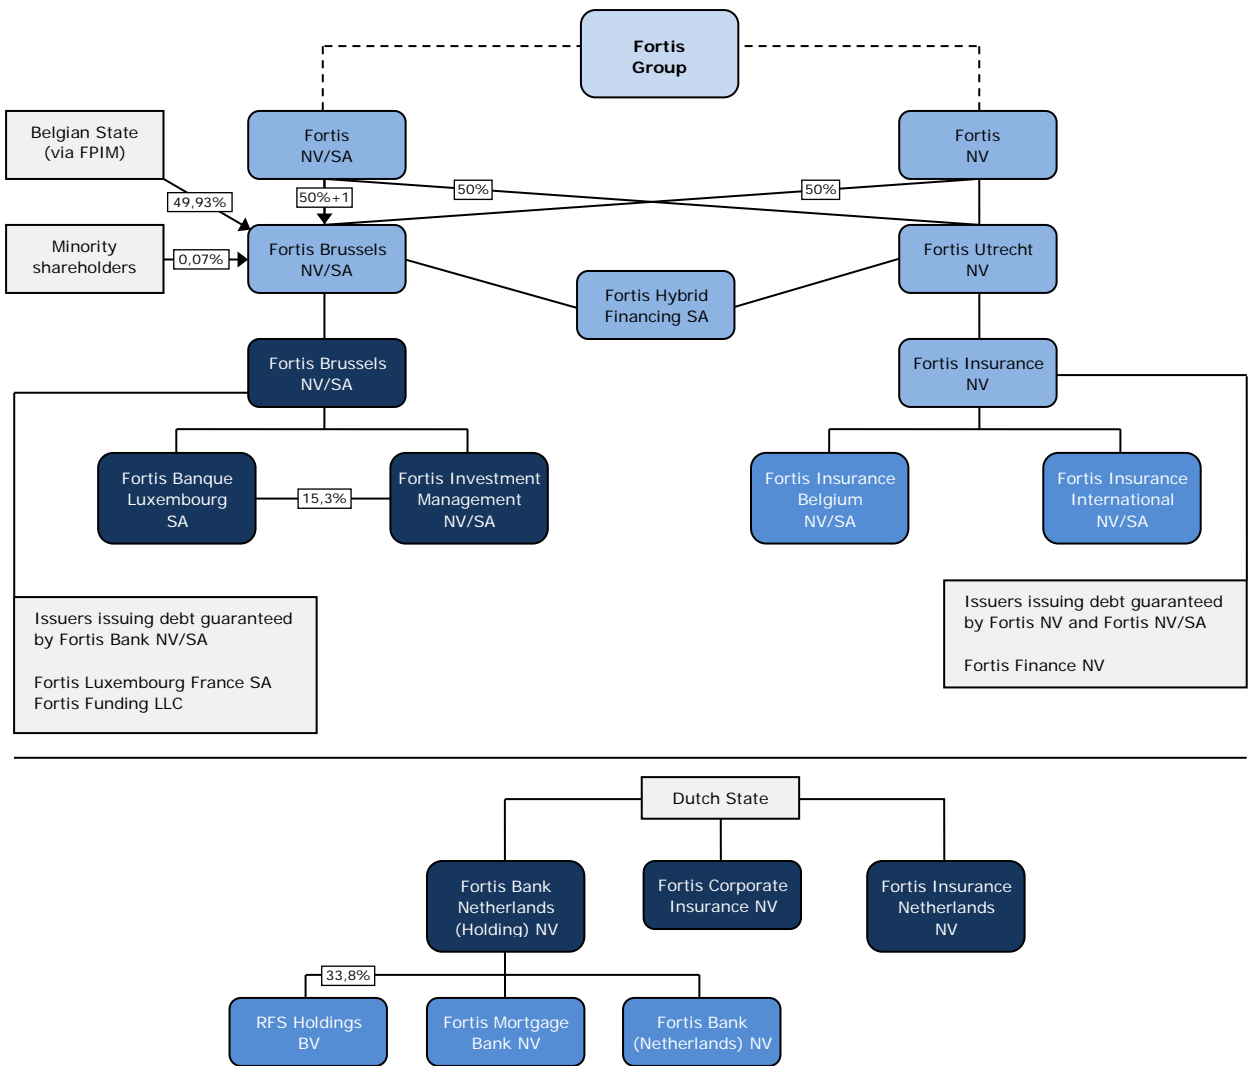 Fortis
Group
Belgian State
(via FPIM)
Fortis
NV/SA
Fortis
NV
49,93%
50%+1
50%
50%
Minority
shareholders
0,07%
Fortis Brussels
NV/SA
Fortis Utrecht
NV
Fortis Hybrid
Financing SA
Fortis Brussels
NV/SA
Fortis Insurance
NV
Fortis Banque
Luxembourg
SA
15,3%
Fortis Investment
Management
NV/SA
Fortis Insurance
Belgium
NV/SA
Fortis Insurance
International
NV/SA
Issuers issuing debt guaranteed
by Fortis Bank NV/SA
Fortis Luxembourg France SA
Fortis Funding LLC
Issuers issuing debt guaranteed
by Fortis NV and Fortis NV/SA
Fortis Finance NV
Dutch State
Fortis Bank
Netherlands
(Holding) NV
Fortis Corporate
Insurance NV
Fortis Insurance
Netherlands
NV
33,8%
RFS Holdings
BV
Fortis Mortgage
Bank NV
Fortis Bank
(Netherlands) NV